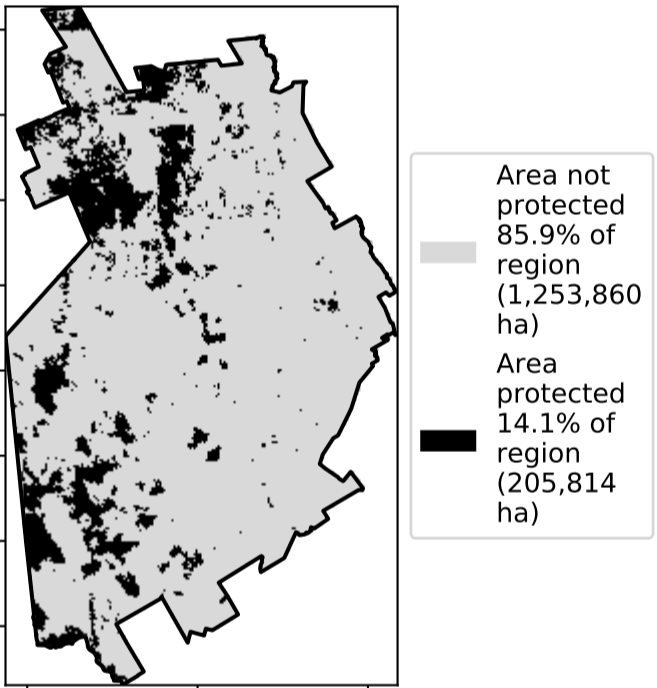 Area not
protected
85.9% of
region
(1,253,860
ha)
Area
protected
14.1% of
region
(205,814
ha)